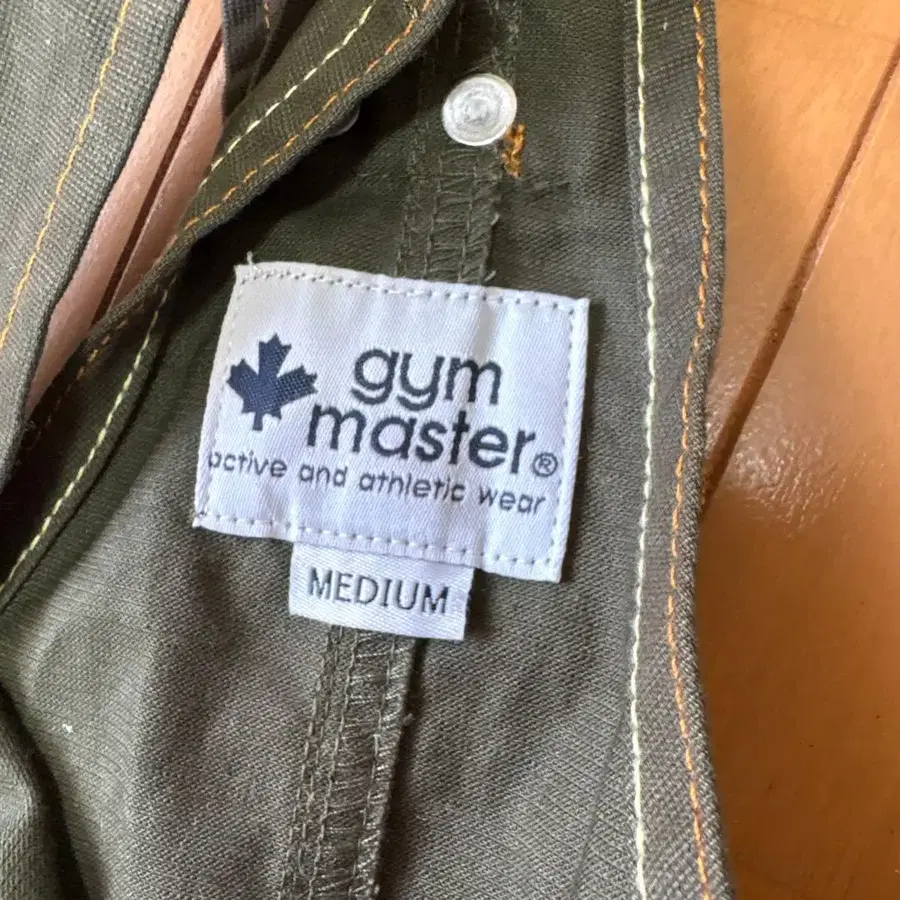 gym
master®
active and athletic wear
MEDIUM